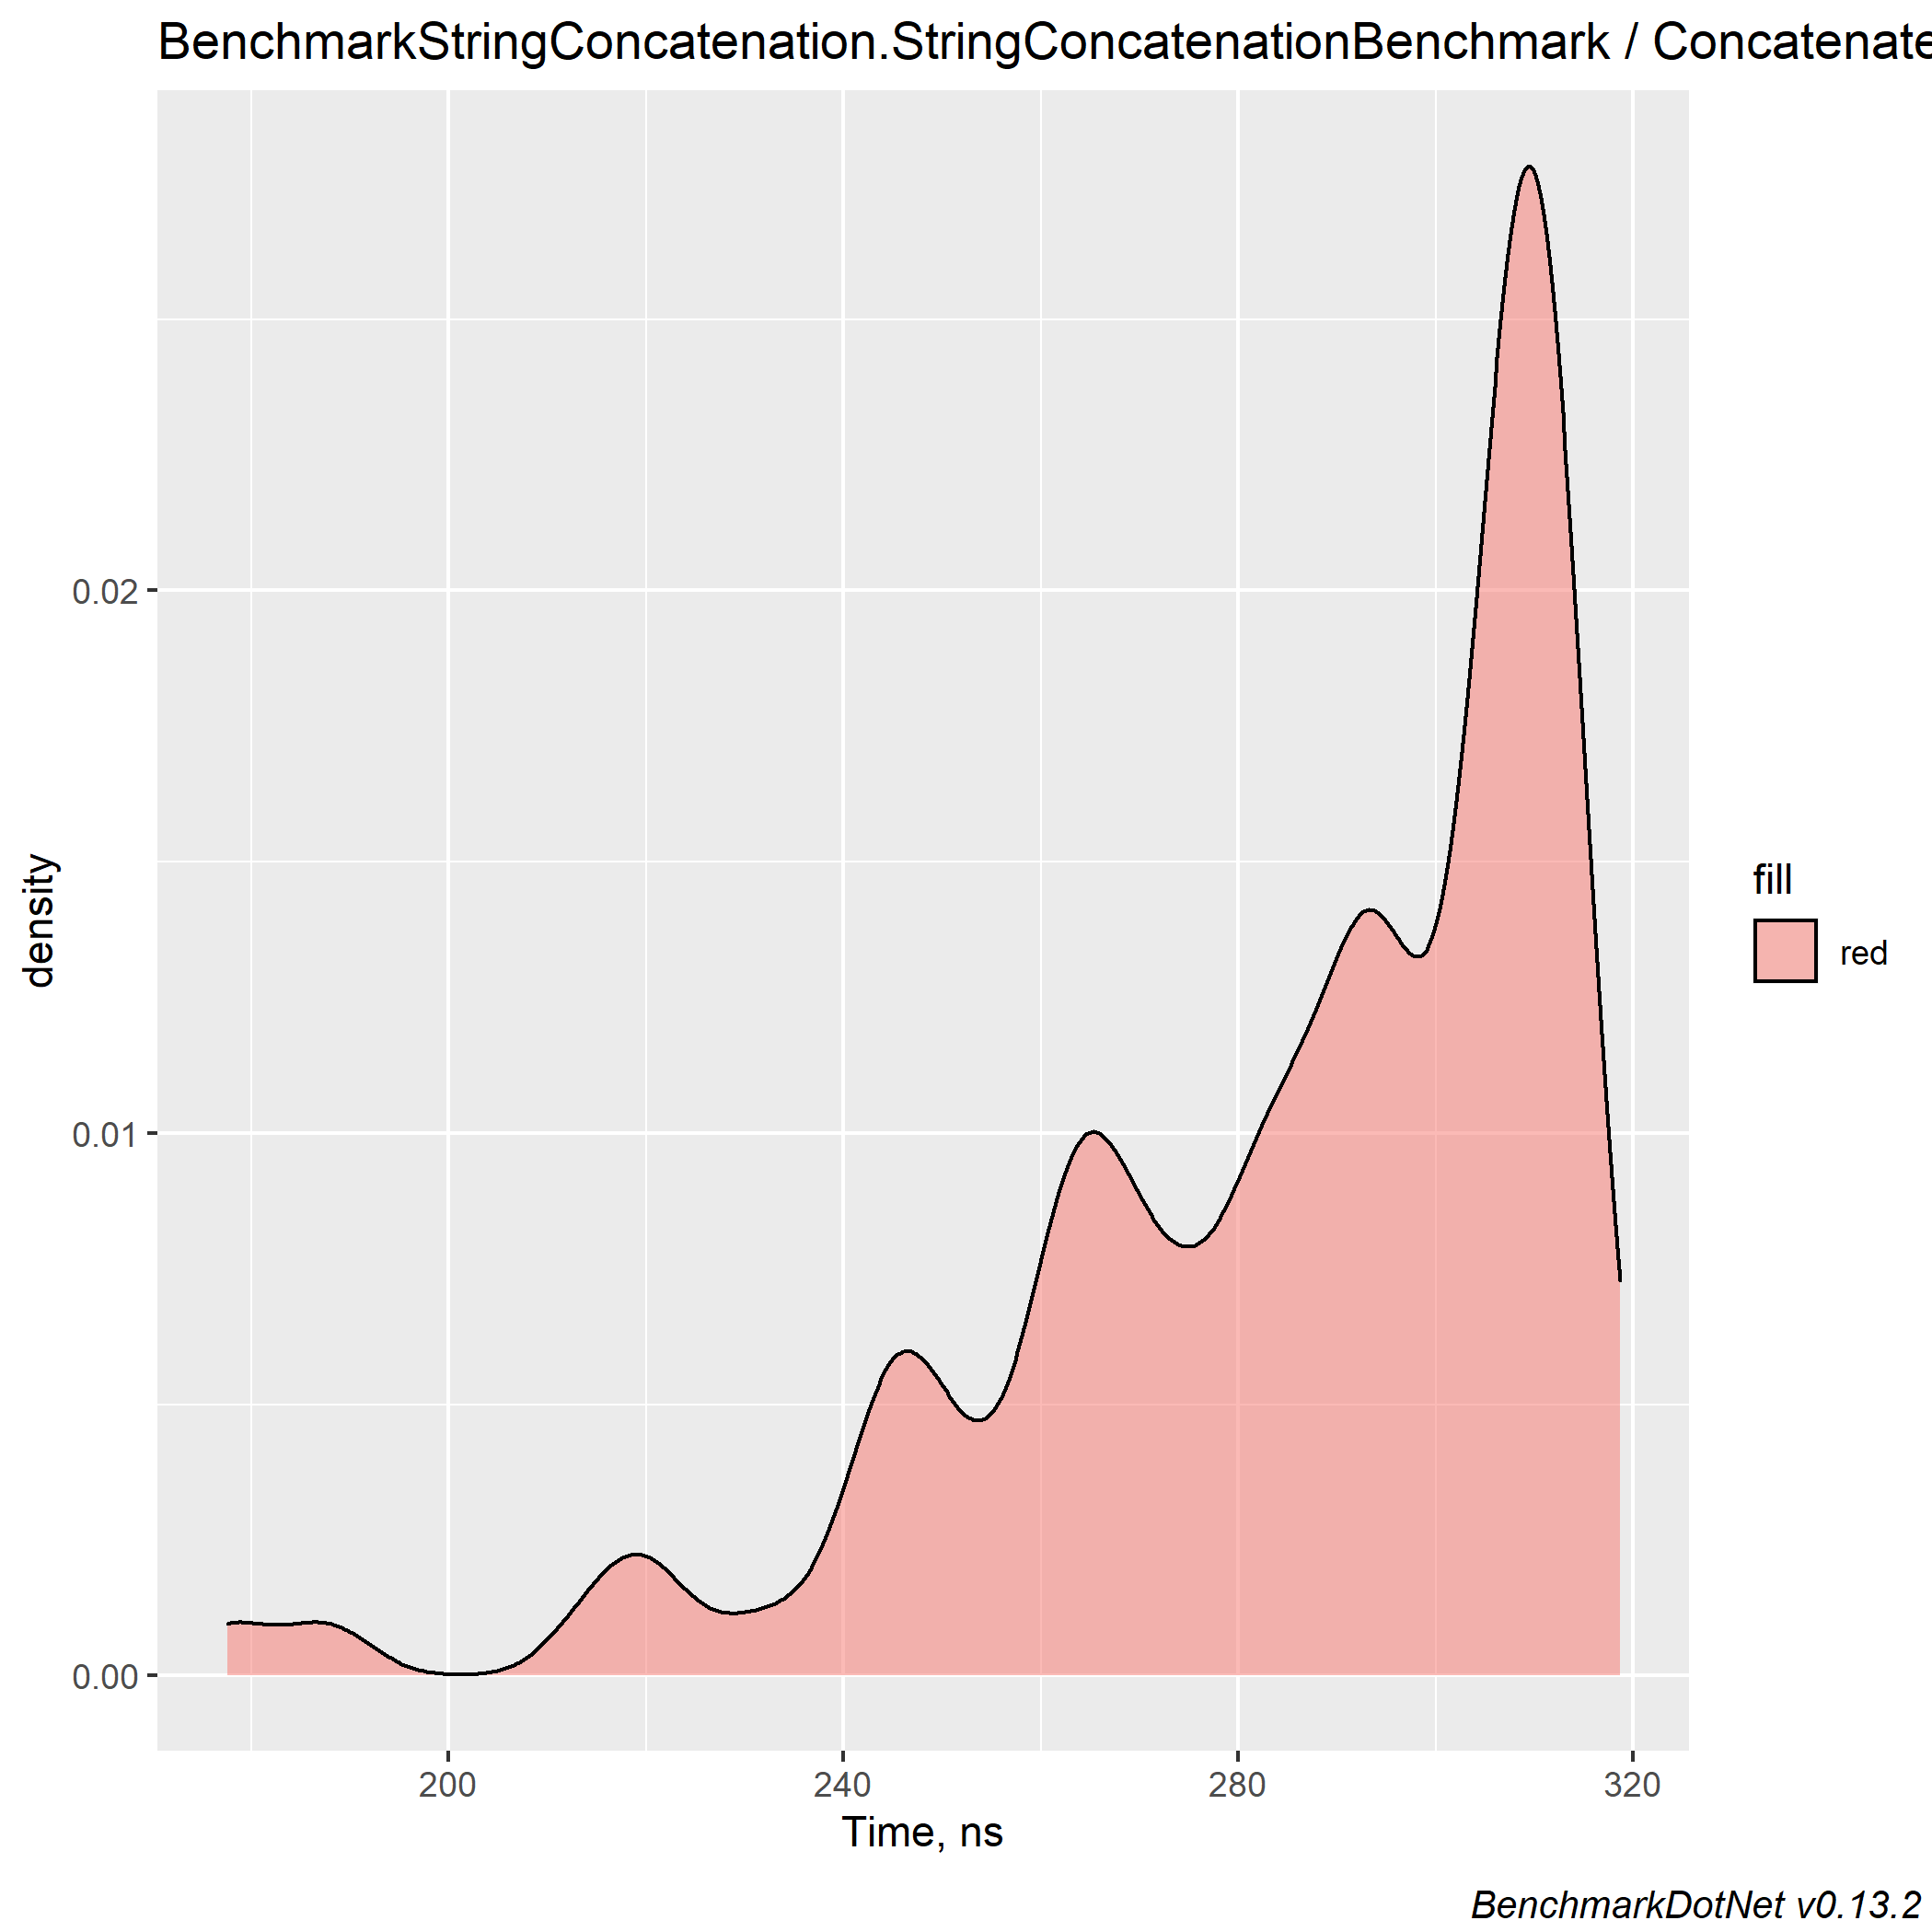 BenchmarkStringConcatenation.StringConcatenationBenchmark / Concatenate
density
0.02
0.01
0.00
200 240 280 320
Time, ns
fill
red
BenchmarkDotNet v0.13.2